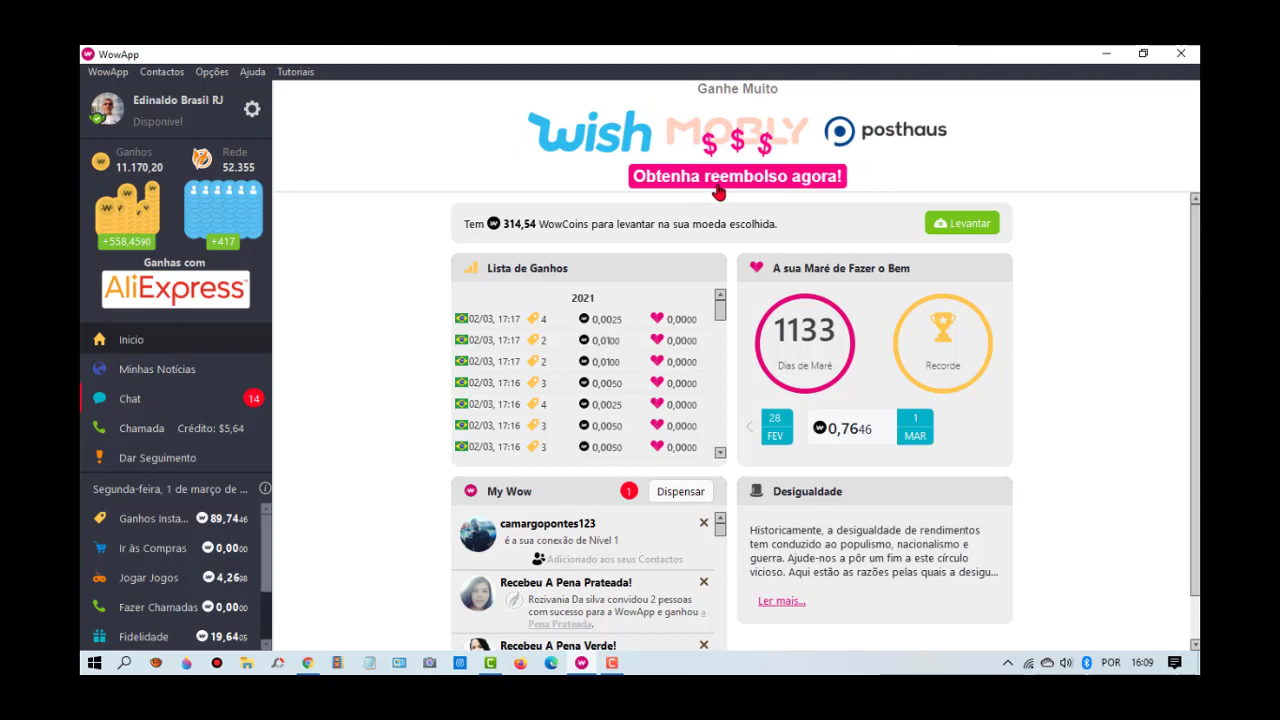 WowApp
WowApp Contactos Opções Ajuda Tutoriais
Edinaldo Brasil RJ
Disponível
Ganhos
11.170,20
Rede
52.355
+558,4590
+417
Ganhas com
AliExpress
Inicio
Minhas Notícias
Chat 14
Chamada Crédito: $5,64
Dar Seguimento
Segunda-feira, 1 de março de ...
Ganhos Insta... 89,7446
Ir às Compras 0,0000
Jogar Jogos 4,2698
Fazer Chamadas 0,0000
Fidelidade 19,6405
Ganhe Muito
wish MOBLY posthaus
$ $ $
Obtenha reembolso agora!
Tem 314,54 WowCoins para levantar na sua moeda escolhida.
Levantar
Lista de Ganhos
2021
02/03, 17:17 4 0,0025 0,0000
02/03, 17:17 2 0,0100 0,0000
02/03, 17:17 2 0,0100 0,0000
02/03, 17:16 3 0,0050 0,0000
02/03, 17:16 4 0,0025 0,0000
02/03, 17:16 3 0,0050 0,0000
02/03, 17:16 3 0,0050 0,0000
A sua Maré de Fazer o Bem
1133
Dias de Maré
Recorde
28
FEV
0,7646
1
MAR
My Wow 1 Dispensar
camargopontes123
é a sua conexão de Nível 1
Adicionado aos seus Contactos
Recebeu A Pena Prateada!
Rozivania Da silva convidou 2 pessoas
com sucesso para a WowApp e ganhou a
Pena Prateada.
Recebeu A Pena Verde!
Desigualdade
Historicamente, a desigualdade de rendimentos
tem conduzido ao populismo, nacionalismo e
guerra. Ajude-nos a pôr um fim a este círculo
vicioso. Aqui estão as razões pelas quais a desigu...
Ler mais...
POR 16:09